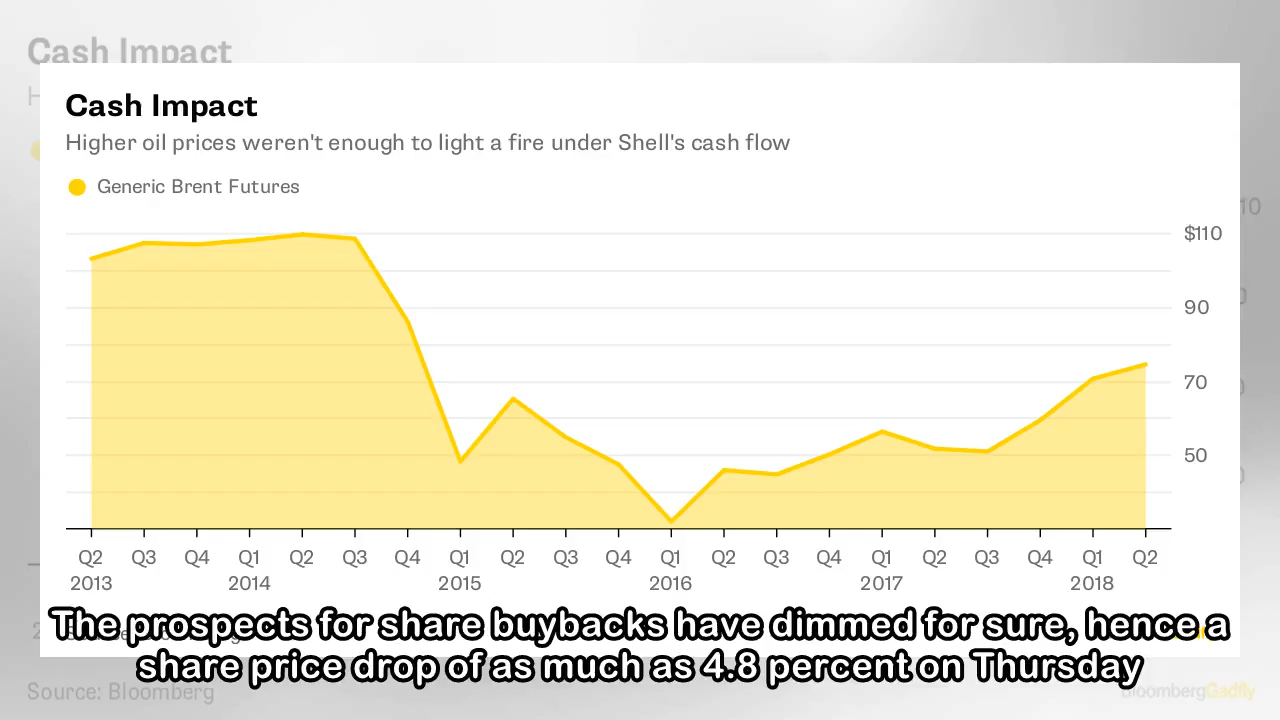 Cash Impact
Cash Impact
Higher oil prices weren't enough to light a fire under Shell's cash flow
Generic Brent Futures
$110
90
70
50
Q2 Q3 Q4 Q1 Q2 Q3 Q4 Q1 Q2 Q3 Q4 Q1 Q2 Q3 Q4 Q1 Q2 Q3 Q4 Q1 Q2
2013 2014 2015 2016 2017 2018
The prospects for share buybacks have dimmed for sure, hence a
share price drop of as much as 4.8 percent on Thursday
Source: Bloomberg
BloombergGadfly